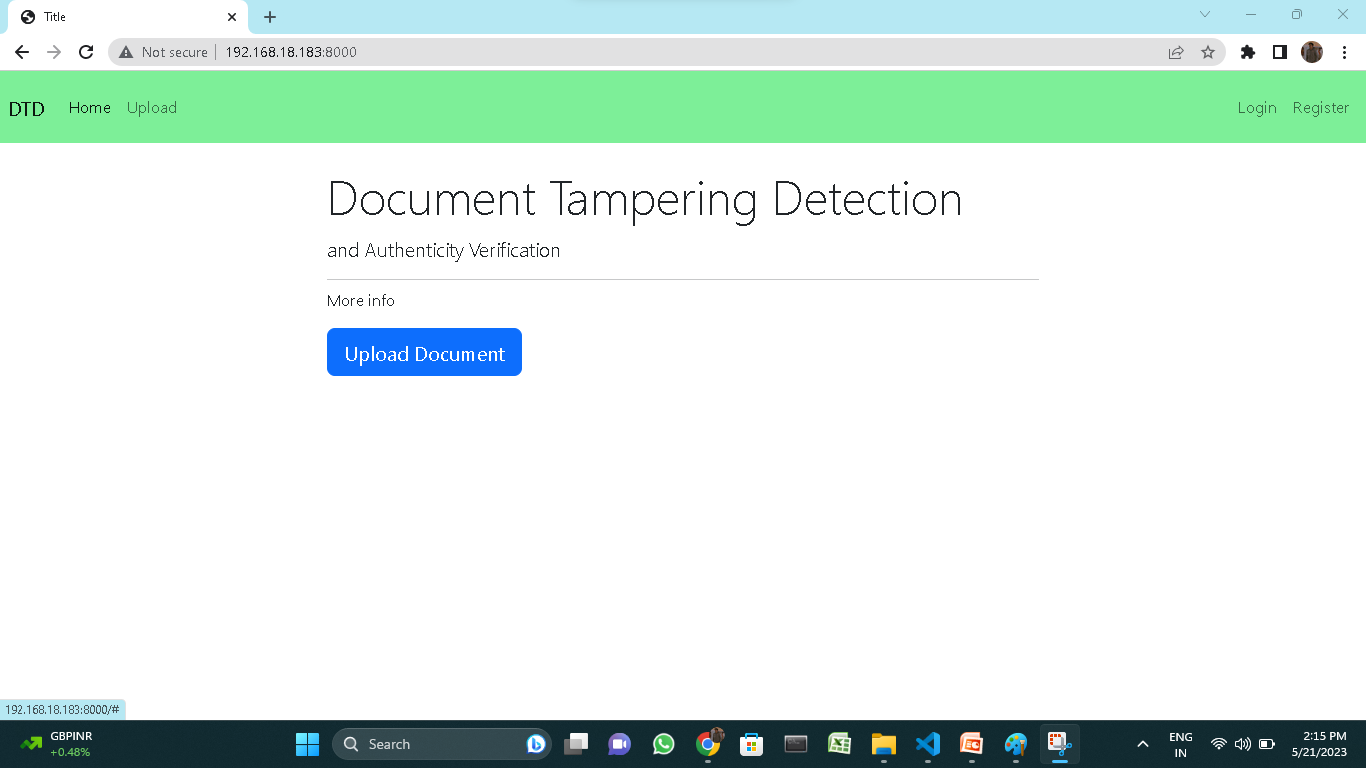 Title
Not secure 192.168.18.183:8000
DTD Home Upload Login Register
Document Tampering Detection
and Authenticity Verification
More info
Upload Document
192.168.18.183:8000/#
GBPINR
+0.48%
Search
ENG
IN
2:15 PM
5/21/2023